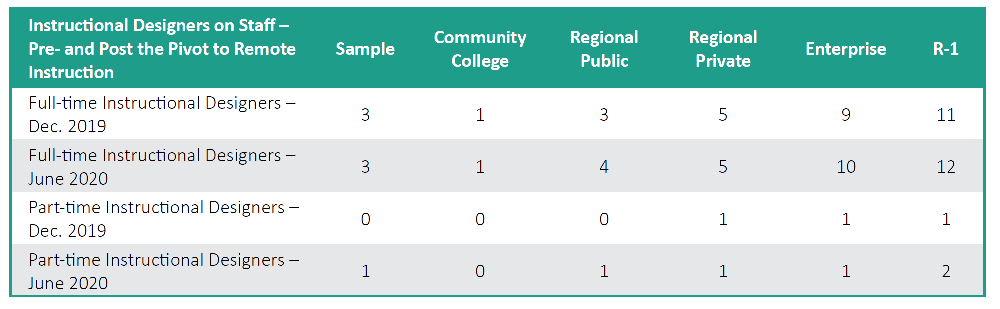 Instructional Designers on Staff –
Pre- and Post the Pivot to Remote
Instruction
Sample
Community
College
Regional
Public
Regional
Private
Enterprise
R-1
Full-time Instructional Designers –
Dec. 2019
3 1 3 5 9 11
Full-time Instructional Designers –
June 2020
3 1 4 5 10 12
Part-time Instructional Designers –
Dec. 2019
0 0 0 1 1 1
Part-time Instructional Designers –
June 2020
1 0 1 1 1 2